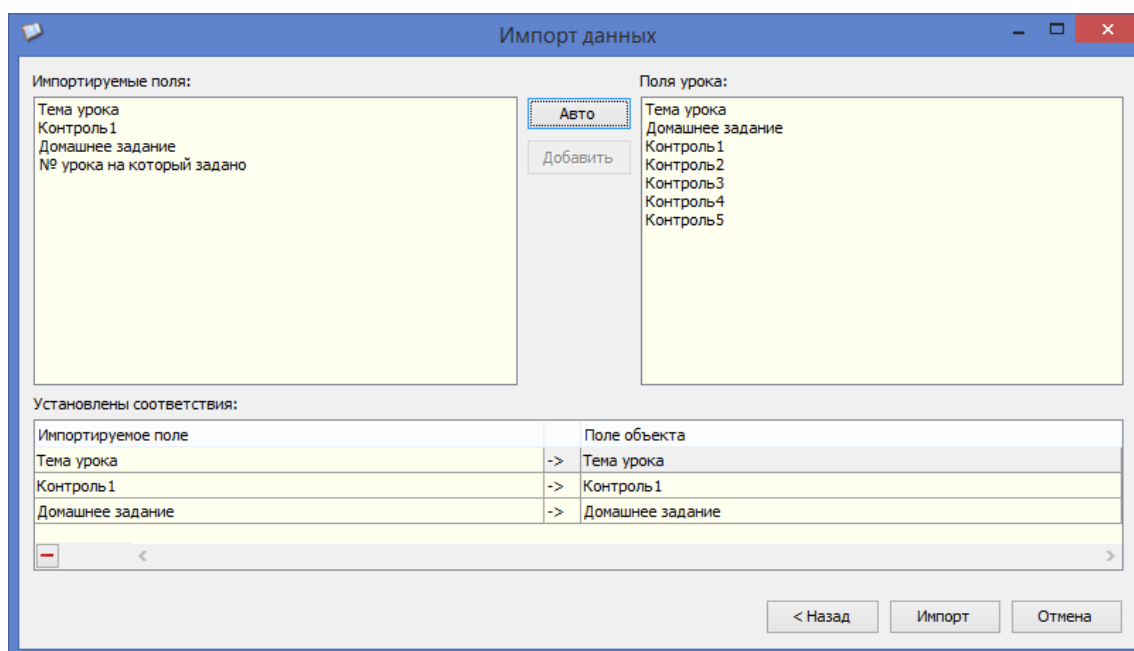 Импорт данных
Импортируемые поля:
Тема урока
Контроль1
Домашнее задание
№ урока на который задано
Авто
Добавить
Поля урока:
Тема урока
Домашнее задание
Контроль1
Контроль2
Контроль3
Контроль4
Контроль5
Установлены соответствия:
Импортируемое поле Поле объекта
Тема урока -> Тема урока
Контроль1 -> Контроль1
Домашнее задание -> Домашнее задание
< Назад Импорт Отмена